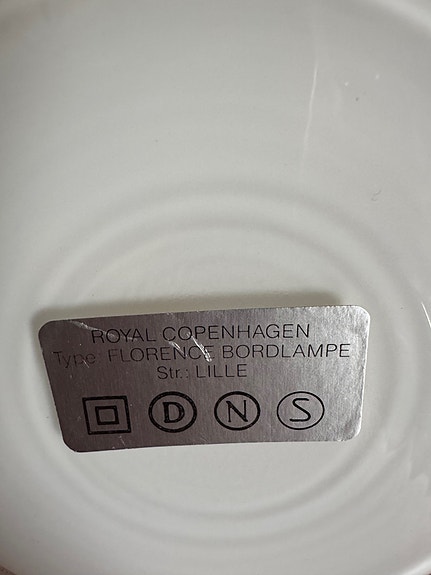 ROYAL COPENHAGEN
Type FLORENCE BORDLAMPE
Str.: LILLE
D N S